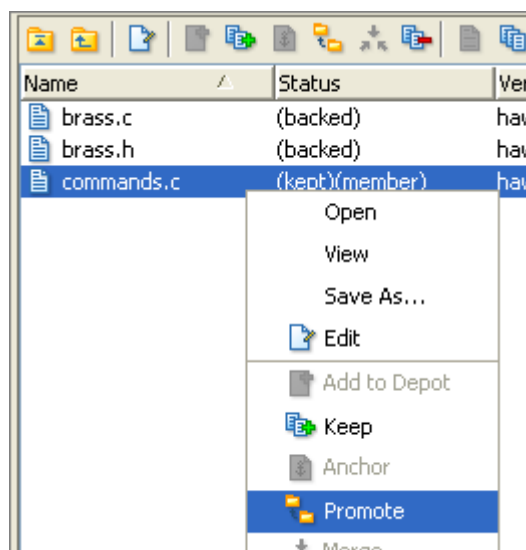 Name Status Ver
brass.c (backed) hav
brass.h (backed) hav
commands.c (kept)(member) hav
Open
View
Save As...
Edit
Add to Depot
Keep
Anchor
Promote
Merge